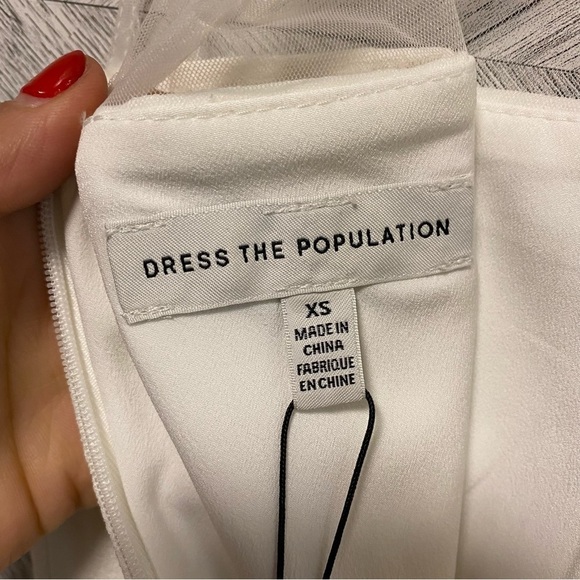 DRESS THE POPULATION
XS
MADE IN
CHINA
FABRIQUE
EN CHINE